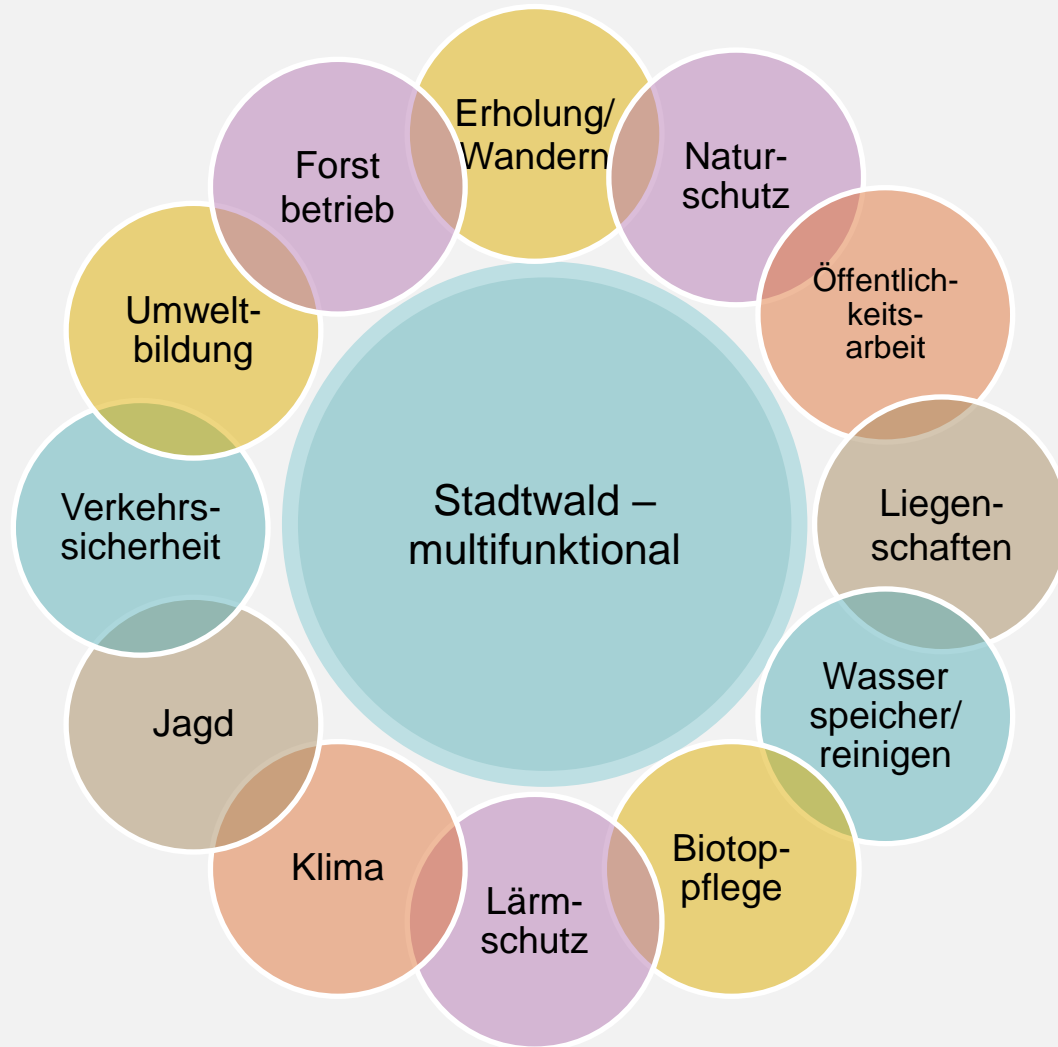 Erholung/
Wandern
Natur-
schutz
Öffentlich-
keits-
arbeit
Liegen-
schaften
Wasser
speicher/
reinigen
Biotop-
pflege
Lärm-
schutz
Klima
Jagd
Verkehrs-
sicherheit
Umwelt-
bildung
Forst
betrieb
Stadtwald –
multifunktional